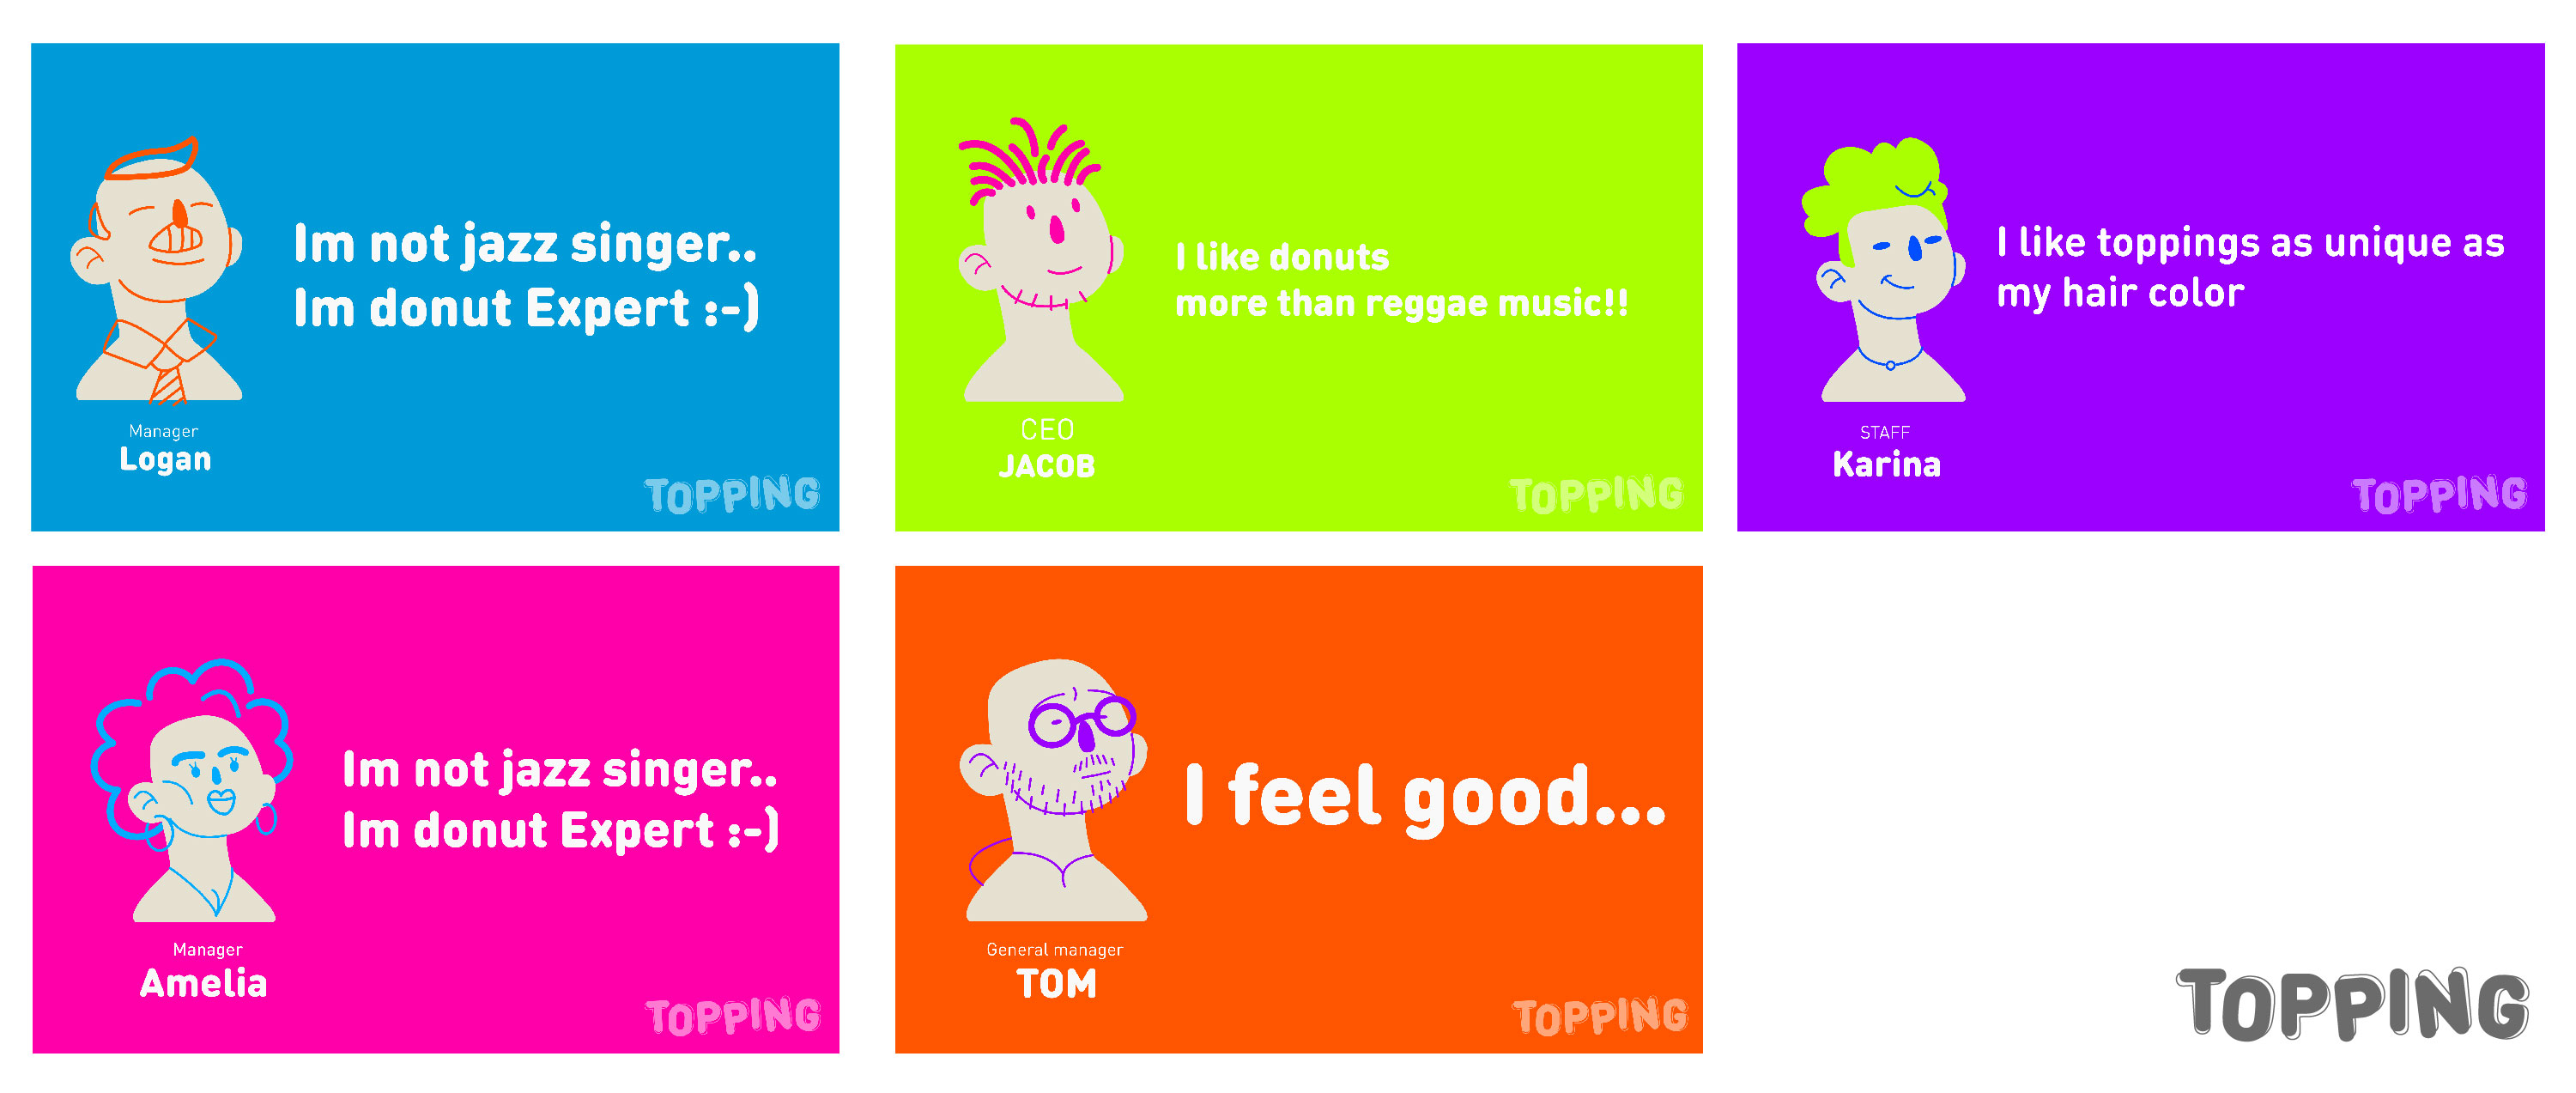 Im not jazz singer..
Im donut Expert :-)
Manager
Logan
TOPPING
I like donuts
more than reggae music!!
CEO
JACOB
TOPPING
I like toppings as unique as
my hair color
STAFF
Karina
TOPPING
Im not jazz singer..
Im donut Expert :-)
Manager
Amelia
TOPPING
I feel good...
General manager
TOM
TOPPING
TOPPING